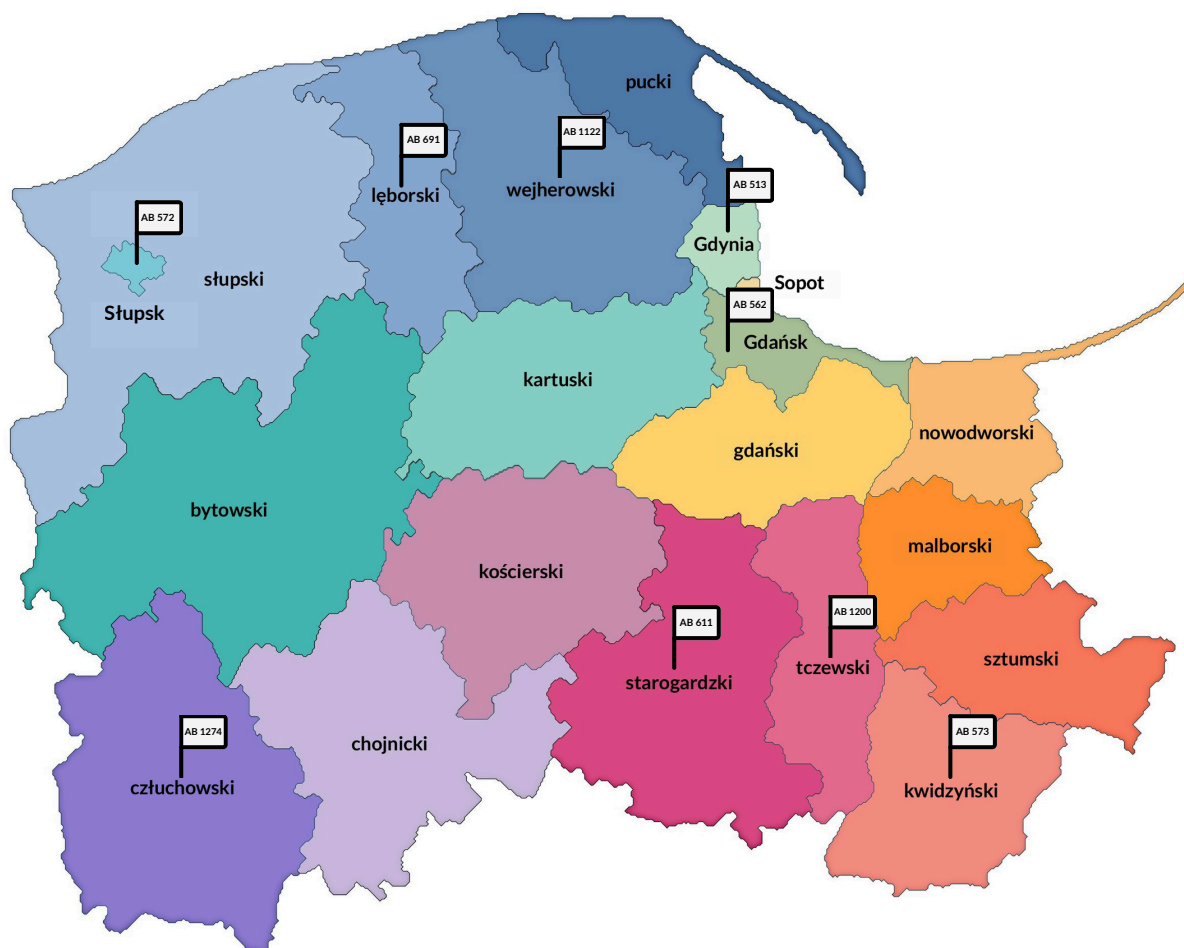 pucki
AB 691
AB 1122
lęborski
wejherowski
AB 513
AB 572
Gdynia
słupski
Sopot
Słupsk
AB 562
Gdańsk
kartuski
nowodworski
gdański
bytowski
malborski
kościerski
AB 611
AB 1200
sztumski
tczewski
starogardzki
AB 1274
AB 573
chojnicki
człuchowski
kwidzyński